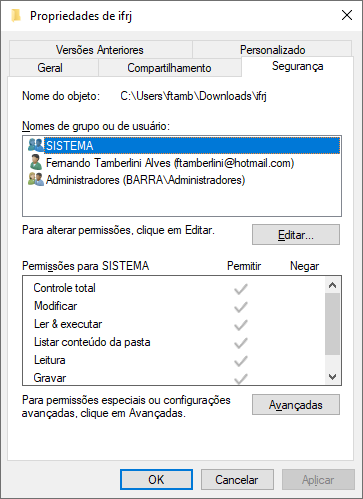 Propriedades de ifrj
Versões Anteriores
Personalizado
Geral
Compartilhamento
Segurança
Nome do objeto: C:\Users\ftamb\Downloads\ifrj
Nomes de grupo ou de usuário:
SISTEMA
Fernando Tamberlini Alves (ftamberlini@hotmail.com)
Administradores (BARRA\Administradores)
Para alterar permissões, clique em Editar.
Editar...
Permissões para SISTEMA Permitir Negar
Controle total
Modificar
Ler & executar
Listar conteúdo da pasta
Leitura
Gravar
Para permissões especiais ou configurações
avançadas, clique em Avançadas.
Avançadas
OK
Cancelar
Aplicar